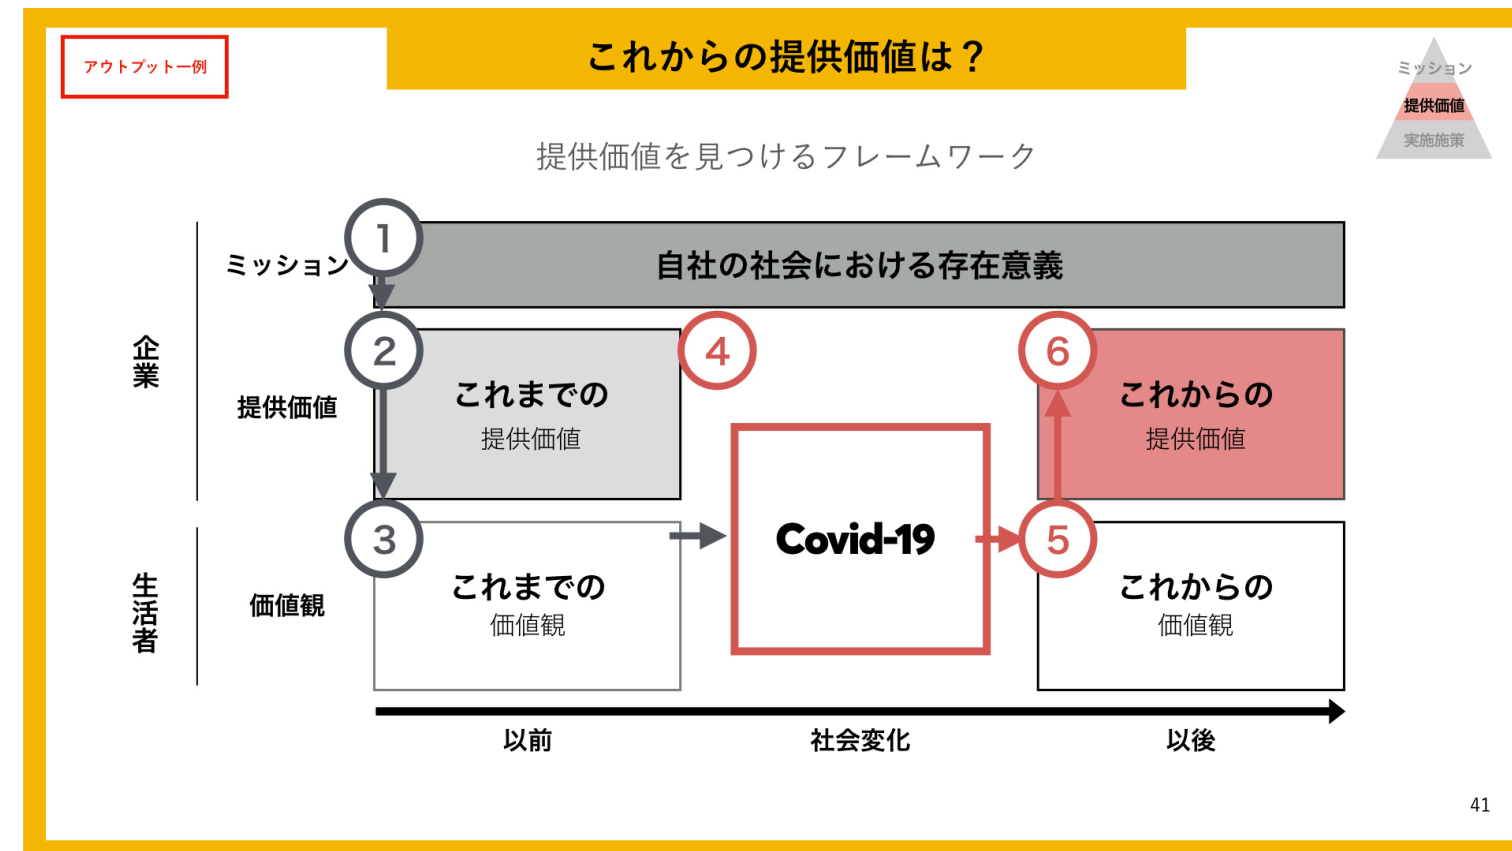 アウトプット一例
これからの提供価値は？
ミッション
提供価値
実施施策
提供価値を見つけるフレームワーク
企業
ミッション
1
自社の社会における存在意義
提供価値
2
これまでの
提供価値
4
6
これからの
提供価値
生活者
価値観
3
これまでの
価値観
Covid-19
5
これからの
価値観
以前
社会変化
以後
41